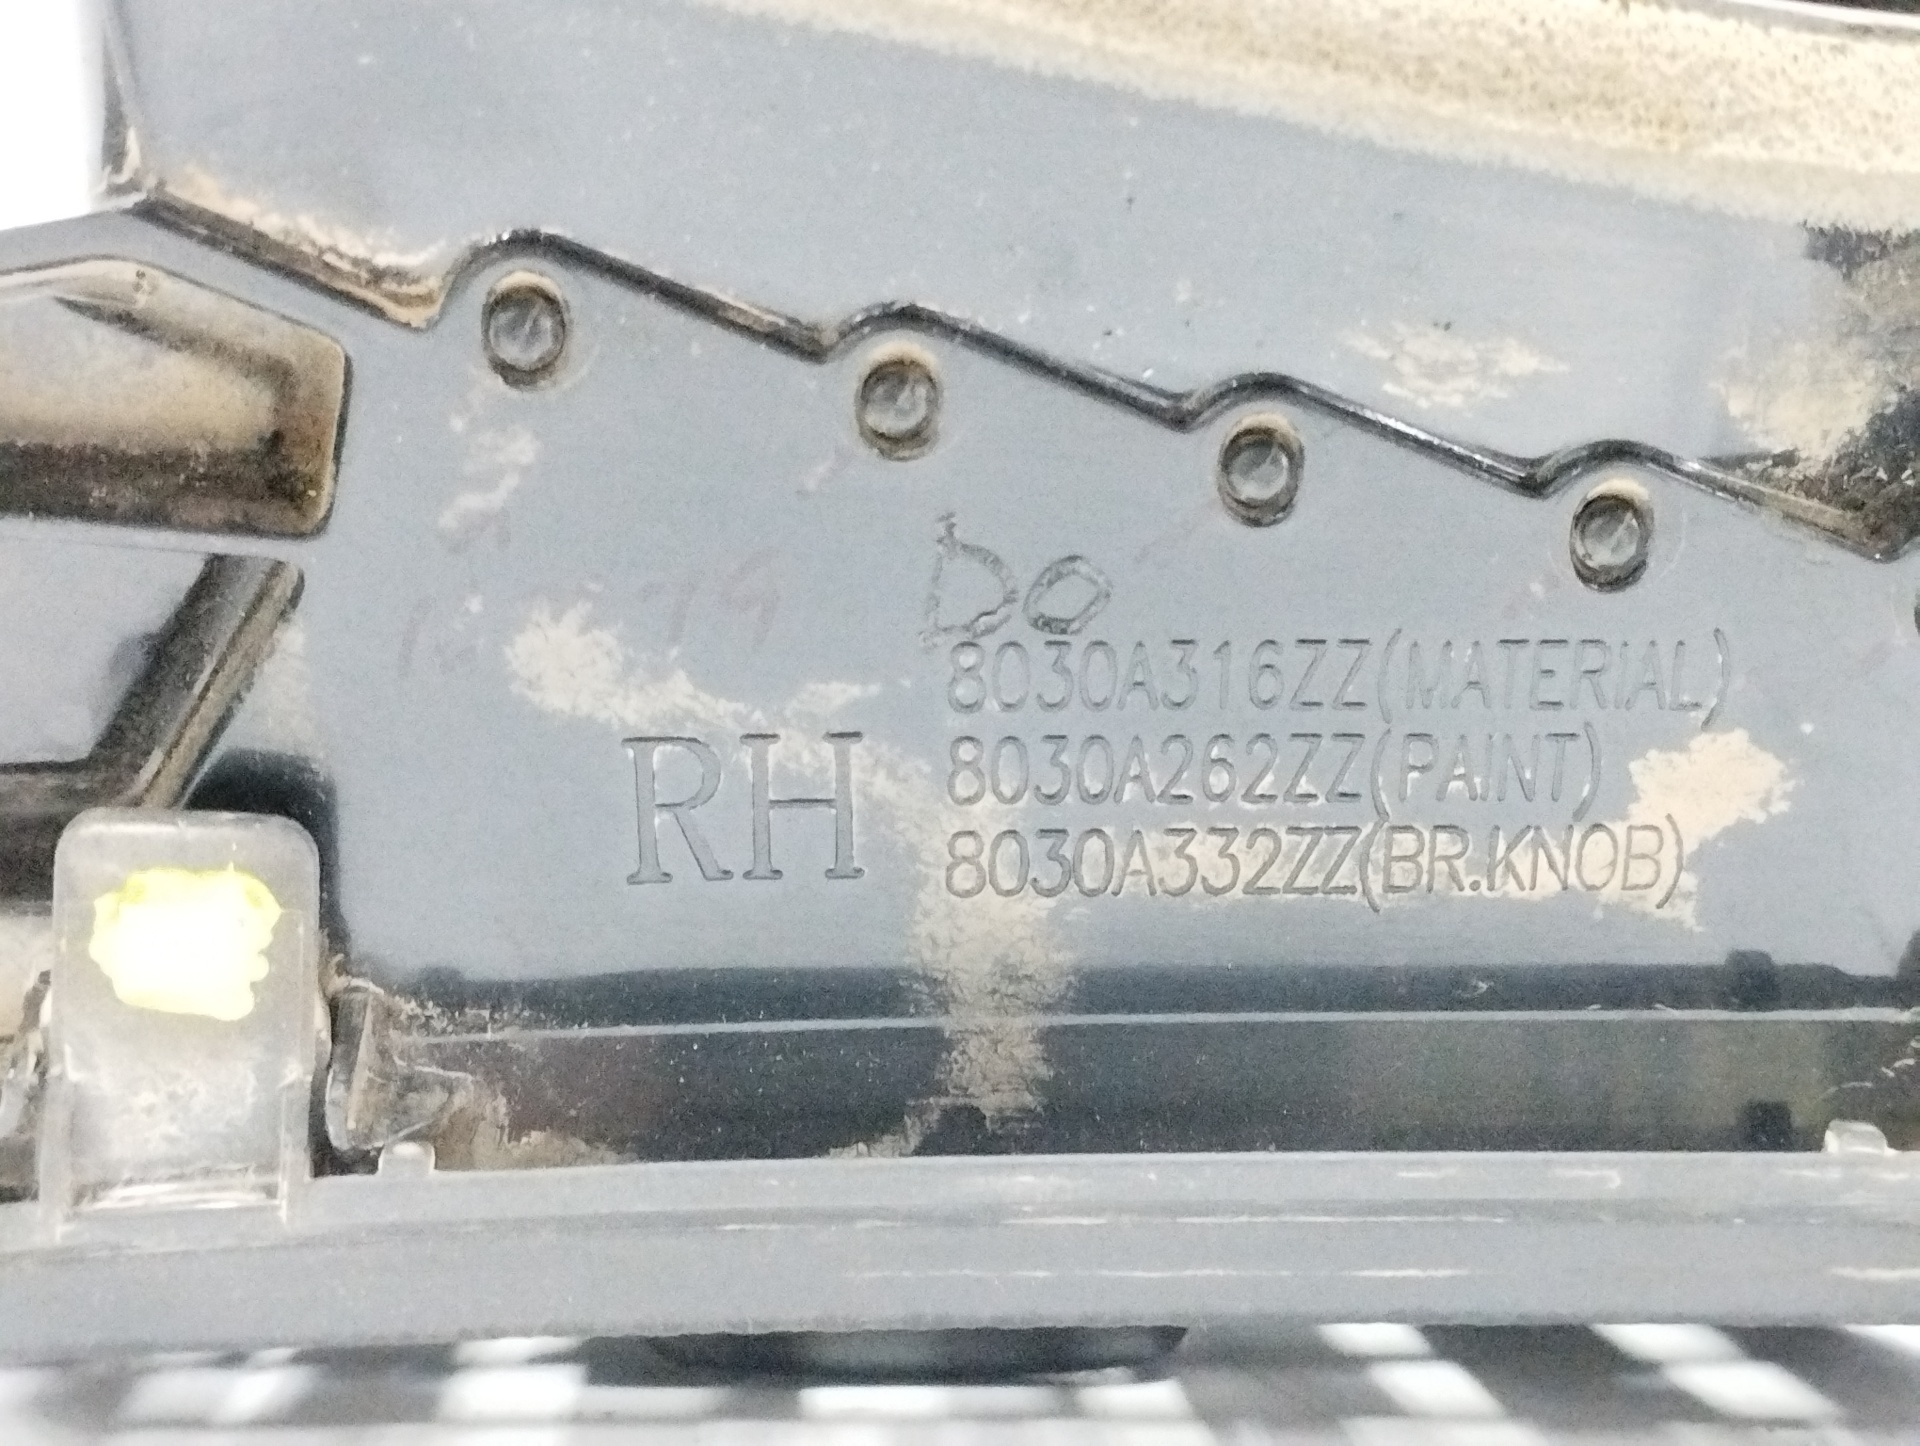 DO
8030A316ZZ(MATERIAL)
RH
8030A262ZZ(PAINT)
8030A332ZZ(BR.KNOB)